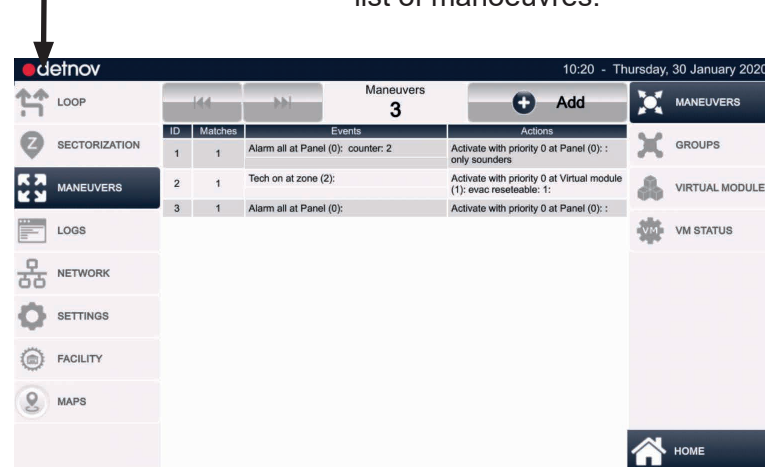 list of manoeuvres.
detnov
10:20 - Thursday, 30 January 2020
LOOP
SECTORIZATION
MANEUVERS
LOGS
NETWORK
SETTINGS
FACILITY
MAPS
Maneuvers
3
Add
ID Matches Events Actions
1 1 Alarm all at Panel (0): counter: 2 Activate with priority 0 at Panel (0): :
only sounders
2 1 Tech on at zone (2): Activate with priority 0 at Virtual module
(1): evac reseteable: 1:
3 1 Alarm all at Panel (0): Activate with priority 0 at Panel (0): :
MANEUVERS
GROUPS
VIRTUAL MODULE
VM STATUS
HOME
Z
VM